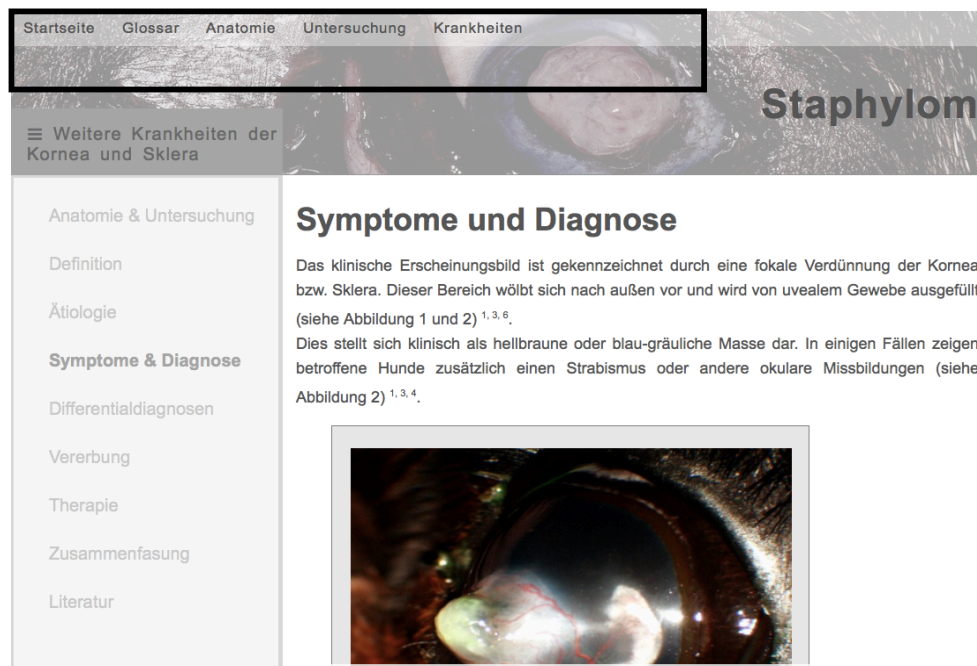 Startseite Glossar Anatomie Untersuchung Krankheiten
Staphylom
≡ Weitere Krankheiten der
Kornea und Sklera
Anatomie & Untersuchung
Definition
Ätiologie
Symptome & Diagnose
Differentialdiagnosen
Vererbung
Therapie
Zusammenfasung
Literatur
Symptome und Diagnose
Das klinische Erscheinungsbild ist gekennzeichnet durch eine fokale Verdünnung der Kornea
bzw. Sklera. Dieser Bereich wölbt sich nach außen vor und wird von uvealem Gewebe ausgefüllt
(siehe Abbildung 1 und 2) 1, 3, 6.
Dies stellt sich klinisch als hellbraune oder blau-gräuliche Masse dar. In einigen Fällen zeigen
betroffene Hunde zusätzlich einen Strabismus oder andere okulare Missbildungen (siehe
Abbildung 2) 1, 3, 4.